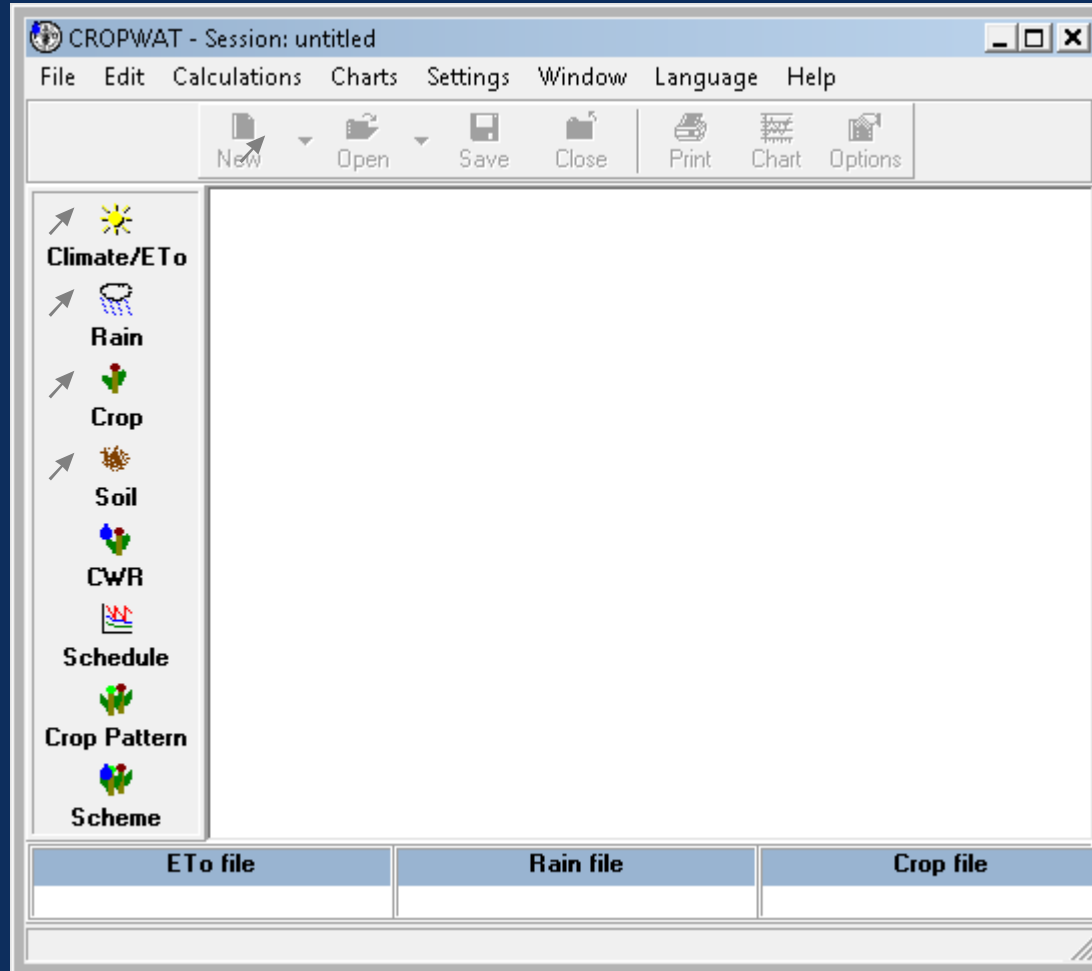 CROPWAT - Session: untitled
File Edit Calculations Charts Settings Window Language Help
New Open Save Close Print Chart Options
Climate/ETo
Rain
Crop
Soil
CWR
Schedule
Crop Pattern
Scheme
ETo file Rain file Crop file